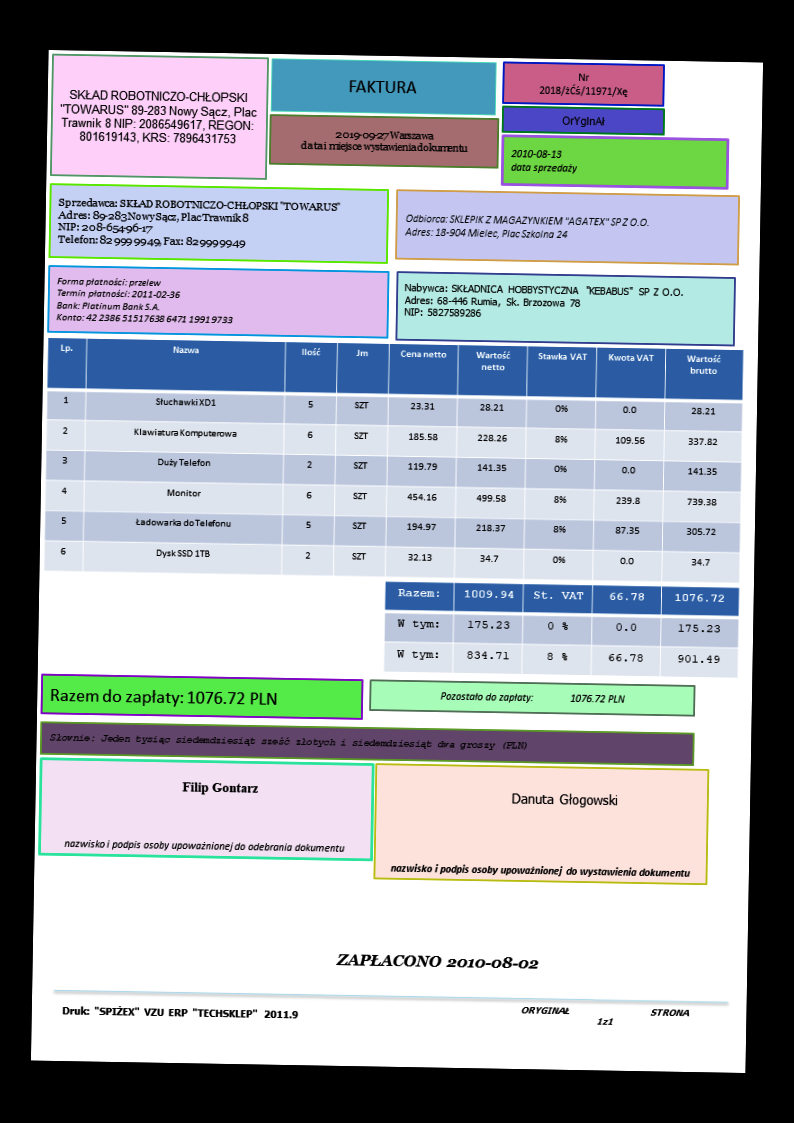 SKŁAD ROBOTNICZO-CHŁOPSKI
"TOWARUS" 89-283 Nowy Sącz, Plac
Trawnik 8 NIP: 2086549617, REGON:
801619143, KRS: 7896431753
FAKTURA
2019-09-27 Warszawa
data i miejsce wystawienia dokumentu
Nr
2018/żĆś/11971/Xę
OrYgInAł
2010-08-13
data sprzedaży
Sprzedawca: SKŁAD ROBOTNICZO-CHŁOPSKI "TOWARUS"
Adres: 89-283 Nowy Sącz, Plac Trawnik 8
NIP: 208-65496-17
Telefon: 82 999 9949, Fax: 82 999 9949
Odbiorca: SKLEPIK Z MAGAZYNKIEM "AGATEX" SP Z O.O.
Adres: 18-904 Mielec, Plac Szkolna 24
Forma płatności: przelew
Termin płatności: 2011-02-36
Bank: Platinum Bank S.A.
Konto: 42 2386 5151 7638 6471 1991 9733
Nabywca: SKŁADNICA HOBBYSTYCZNA "KEBABUS" SP Z O.O.
Adres: 68-446 Rumia, Sk. Brzozowa 78
NIP: 5827589286
Lp. Nazwa Ilość Jm Cena netto Wartość netto Stawka VAT Kwota VAT Wartość brutto
1 Słuchawki XD1 5 SZT 23.31 28.21 0% 0.0 28.21
2 Klawiatura Komputerowa 6 SZT 185.58 228.26 8% 109.56 337.82
3 Duży Telefon 2 SZT 119.79 141.35 0% 0.0 141.35
4 Monitor 6 SZT 454.16 499.58 8% 239.8 739.38
5 Ładowarka do Telefonu 5 SZT 194.97 218.37 8% 87.35 305.72
6 Dysk SSD 1TB 2 SZT 32.13 34.7 0% 0.0 34.7
Razem: 1009.94 St. VAT 66.78 1076.72
W tym: 175.23 0 % 0.0 175.23
W tym: 834.71 8 % 66.78 901.49
Razem do zapłaty: 1076.72 PLN
Pozostało do zapłaty: 1076.72 PLN
Słownie: Jeden tysiąc siedemdziesiąt sześć złotych i siedemdziesiąt dwa groszy (PLN)
Filip Gontarz
nazwisko i podpis osoby upoważnionej do odebrania dokumentu
Danuta Głogowski
nazwisko i podpis osoby upoważnionej do wystawienia dokumentu
ZAPŁACONO 2010-08-02
Druk: "SPIŻEX" VZU ERP "TECHSKLEP" 2011.9
ORYGINAŁ STRONA
1 z 1